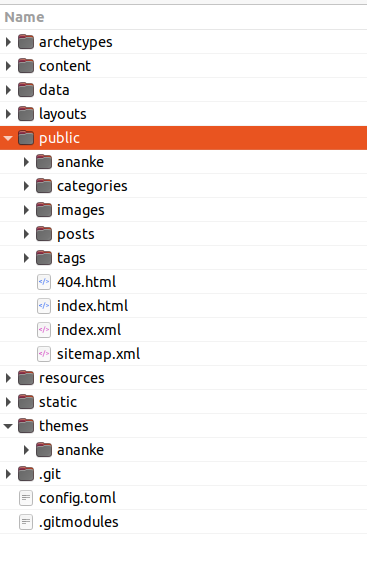 Name
archetypes
content
data
layouts
public
ananke
categories
images
posts
tags
404.html
index.html
index.xml
sitemap.xml
resources
static
themes
ananke
.git
config.toml
.gitmodules